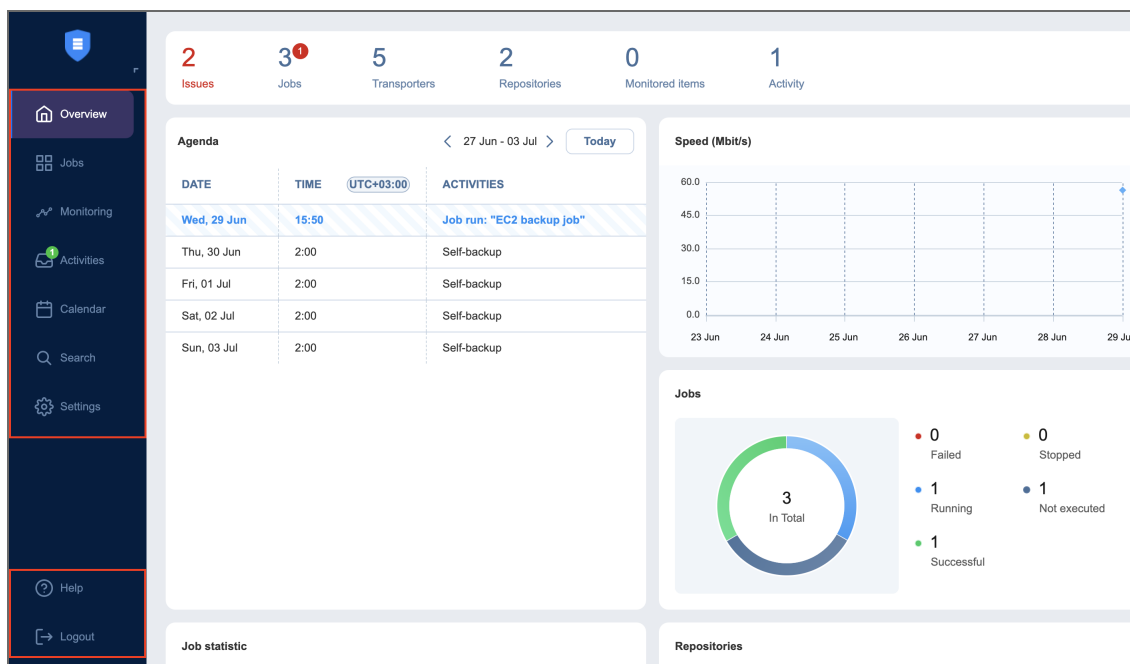 2
Issues
3 1
Jobs
5
Transporters
2
Repositories
0
Monitored items
1
Activity
Overview
Jobs
Monitoring
1
Activities
Calendar
Search
Settings
Help
Logout
Agenda
27 Jun - 03 Jul
Today
DATE TIME UTC+03:00 ACTIVITIES
Wed, 29 Jun 15:50 Job run: "EC2 backup job"
Thu, 30 Jun 2:00 Self-backup
Fri, 01 Jul 2:00 Self-backup
Sat, 02 Jul 2:00 Self-backup
Sun, 03 Jul 2:00 Self-backup
Speed (Mbit/s)
60.0
45.0
30.0
15.0
0.0
23 Jun 24 Jun 25 Jun 26 Jun 27 Jun 28 Jun 29 Ju
Jobs
3
In Total
0
Failed
0
Stopped
1
Running
1
Not executed
1
Successful
Job statistic
Repositories